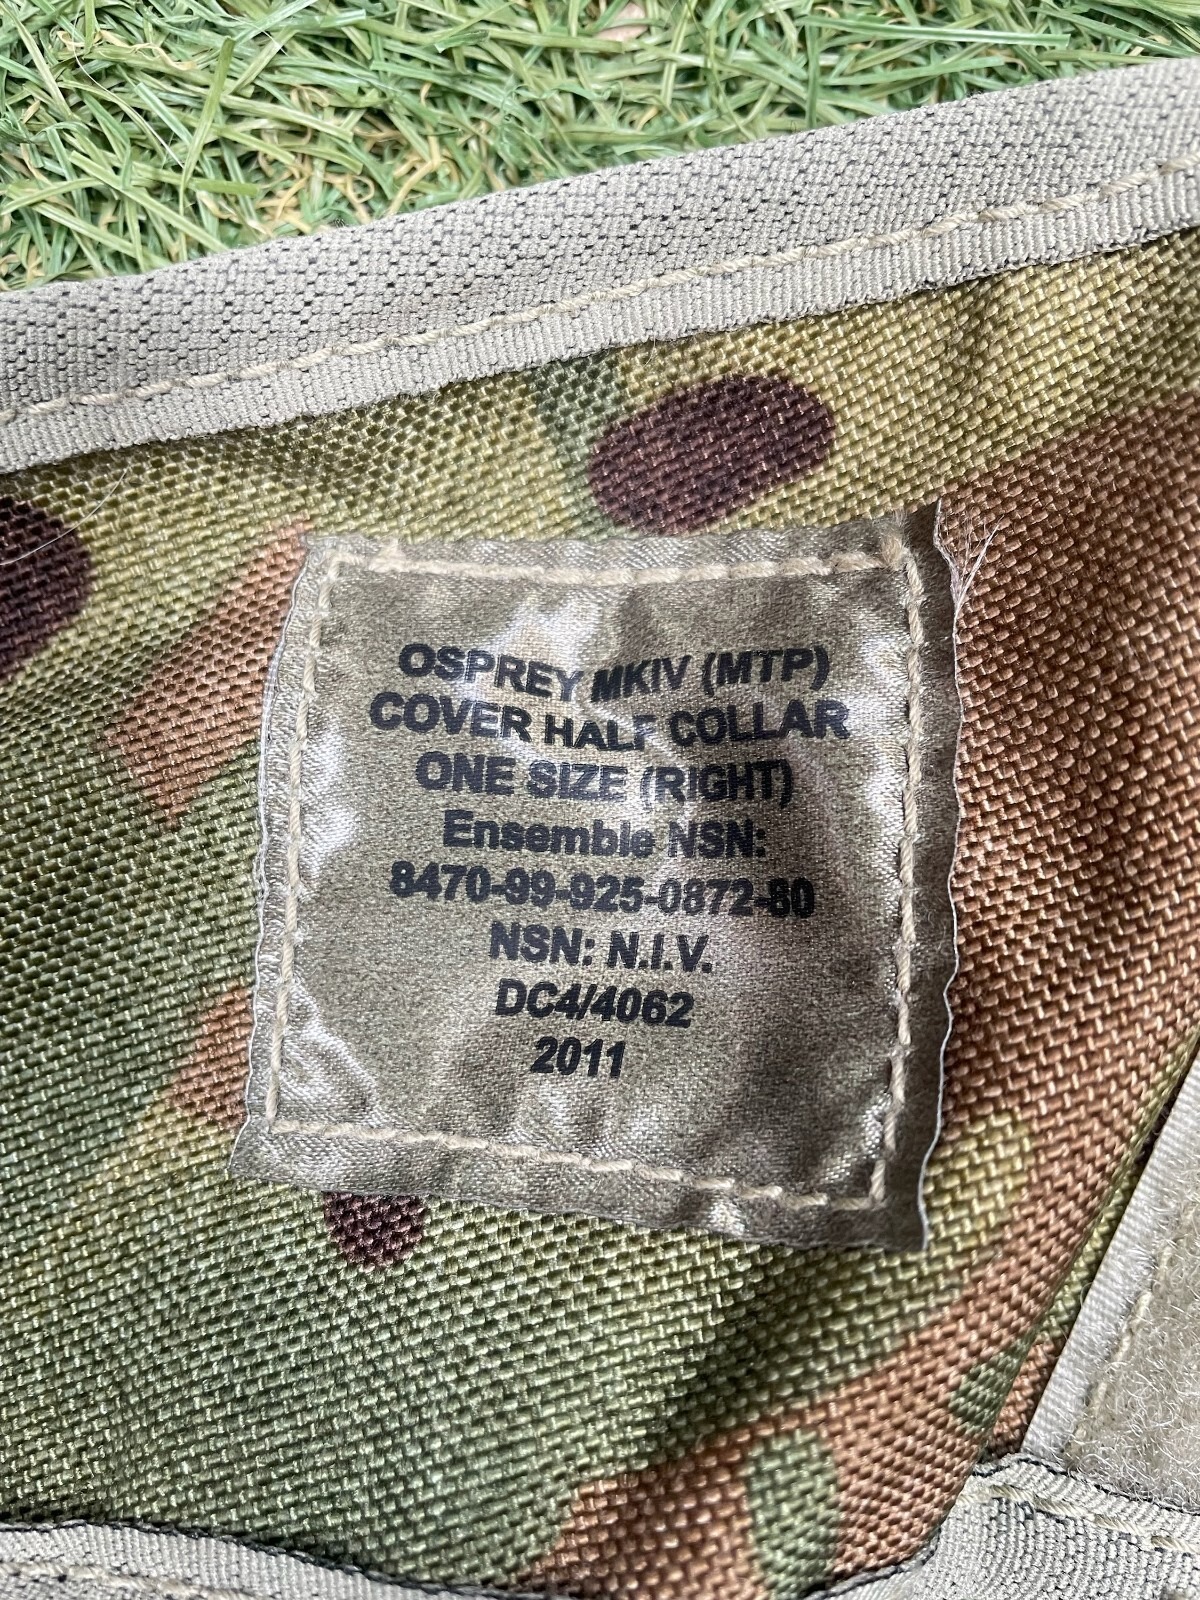 OSPREY MKIV (MTP)
COVER HALF COLLAR
ONE SIZE (RIGHT)
Ensemble NSN:
8470-99-925-0872-80
NSN: N.I.V.
DC4/4062
2011